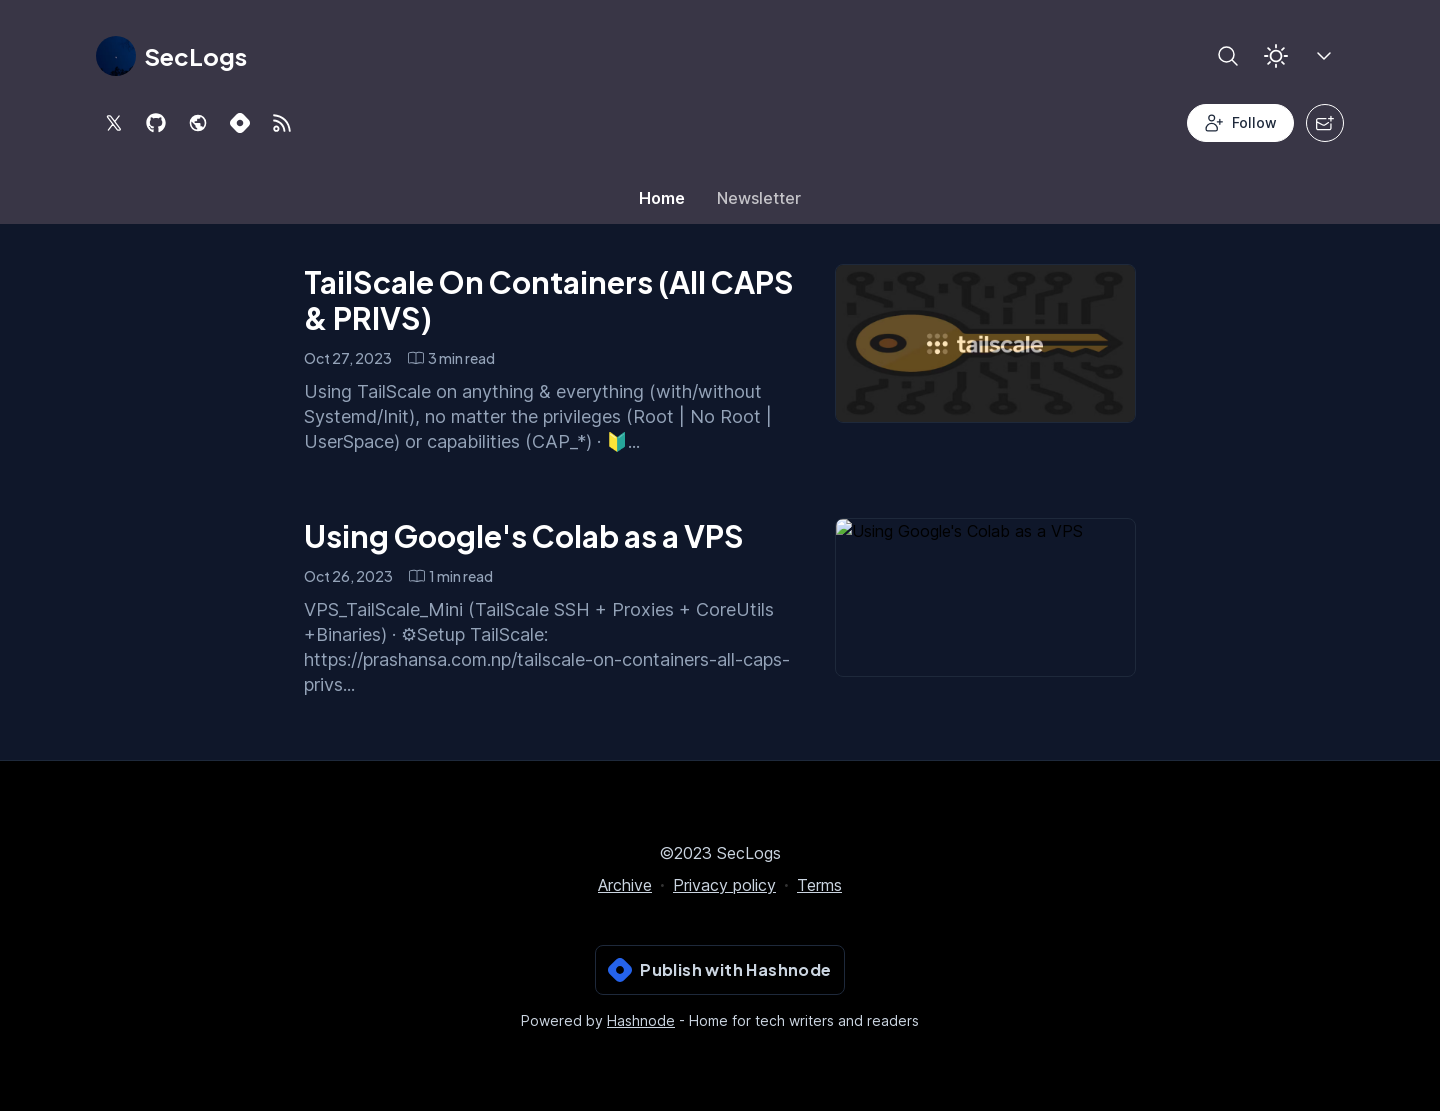 SecLogs
Follow
Home
Newsletter
TailScale On Containers (All CAPS
& PRIVS)
Oct 27, 2023
3 min read
Using TailScale on anything & everything (with/without
Systemd/Init), no matter the privileges (Root | No Root |
UserSpace) or capabilities (CAP_*) · 🔰...
tailscale
Using Google's Colab as a VPS
Oct 26, 2023
1 min read
VPS_TailScale_Mini (TailScale SSH + Proxies + CoreUtils
+Binaries) · ⚙Setup TailScale:
https://prashansa.com.np/tailscale-on-containers-all-caps-
privs...
Using Google's Colab as a VPS
©2023 SecLogs
Archive · Privacy policy · Terms
Publish with Hashnode
Powered by Hashnode - Home for tech writers and readers